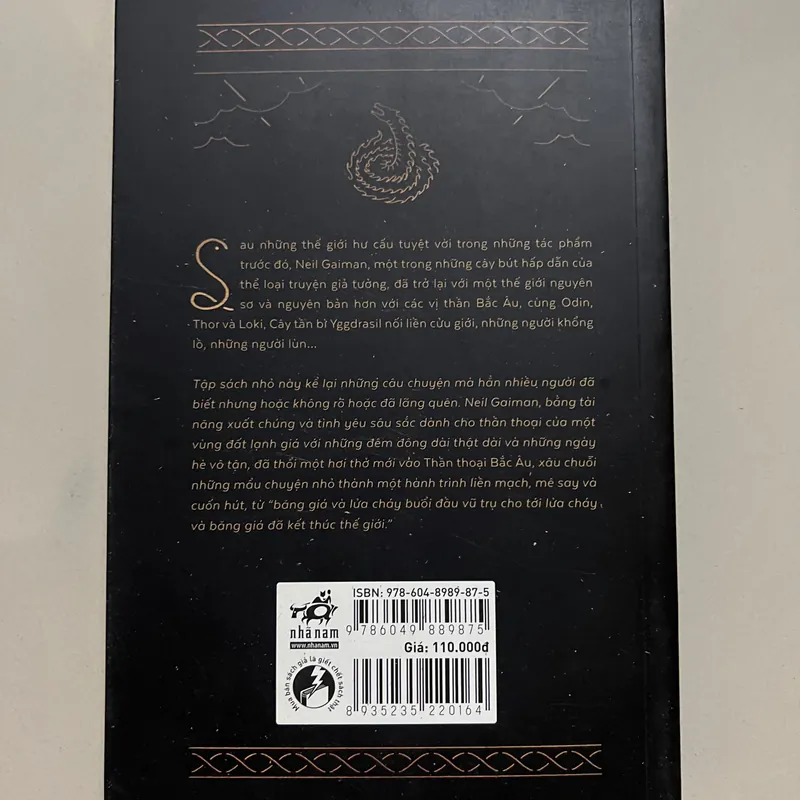 Sau những thế giới hư cấu tuyệt vời trong những tác phẩm
trước đó, Neil Gaiman, một trong những cây bút hấp dẫn của
thể loại truyện giả tưởng, đã trở lại với một thế giới nguyên
sơ và nguyên bản hơn với các vị thần Bắc Âu, cùng Odin,
Thor và Loki, Cây tần bì Yggdrasil nối liền cửu giới, những người khổng
lồ, những người lùn...
Tập sách nhỏ này kể lại những câu chuyện mà hẳn nhiều người đã
biết nhưng hoặc không rõ hoặc đã lãng quên. Neil Gaiman, bằng tài
năng xuất chúng và tình yêu sâu sắc dành cho thần thoại của một
vùng đất lạnh giá với những đêm đông dài thật dài và những ngày
hè vô tận, đã thổi một hơi thở mới vào Thần thoại Bắc Âu, xâu chuỗi
những mẩu chuyện nhỏ thành một hành trình liền mạch, mê say và
cuốn hút, từ “băng giá và lửa cháy buổi đầu vũ trụ cho tới lửa cháy
và băng giá đã kết thúc thế giới.”
ISBN: 978-604-8989-87-5
9 786049 889875
nhã nam
www.nhanam.vn
Giá: 110.000đ
Mua bán sách giả là giết chết sách thật
8 935235 220164